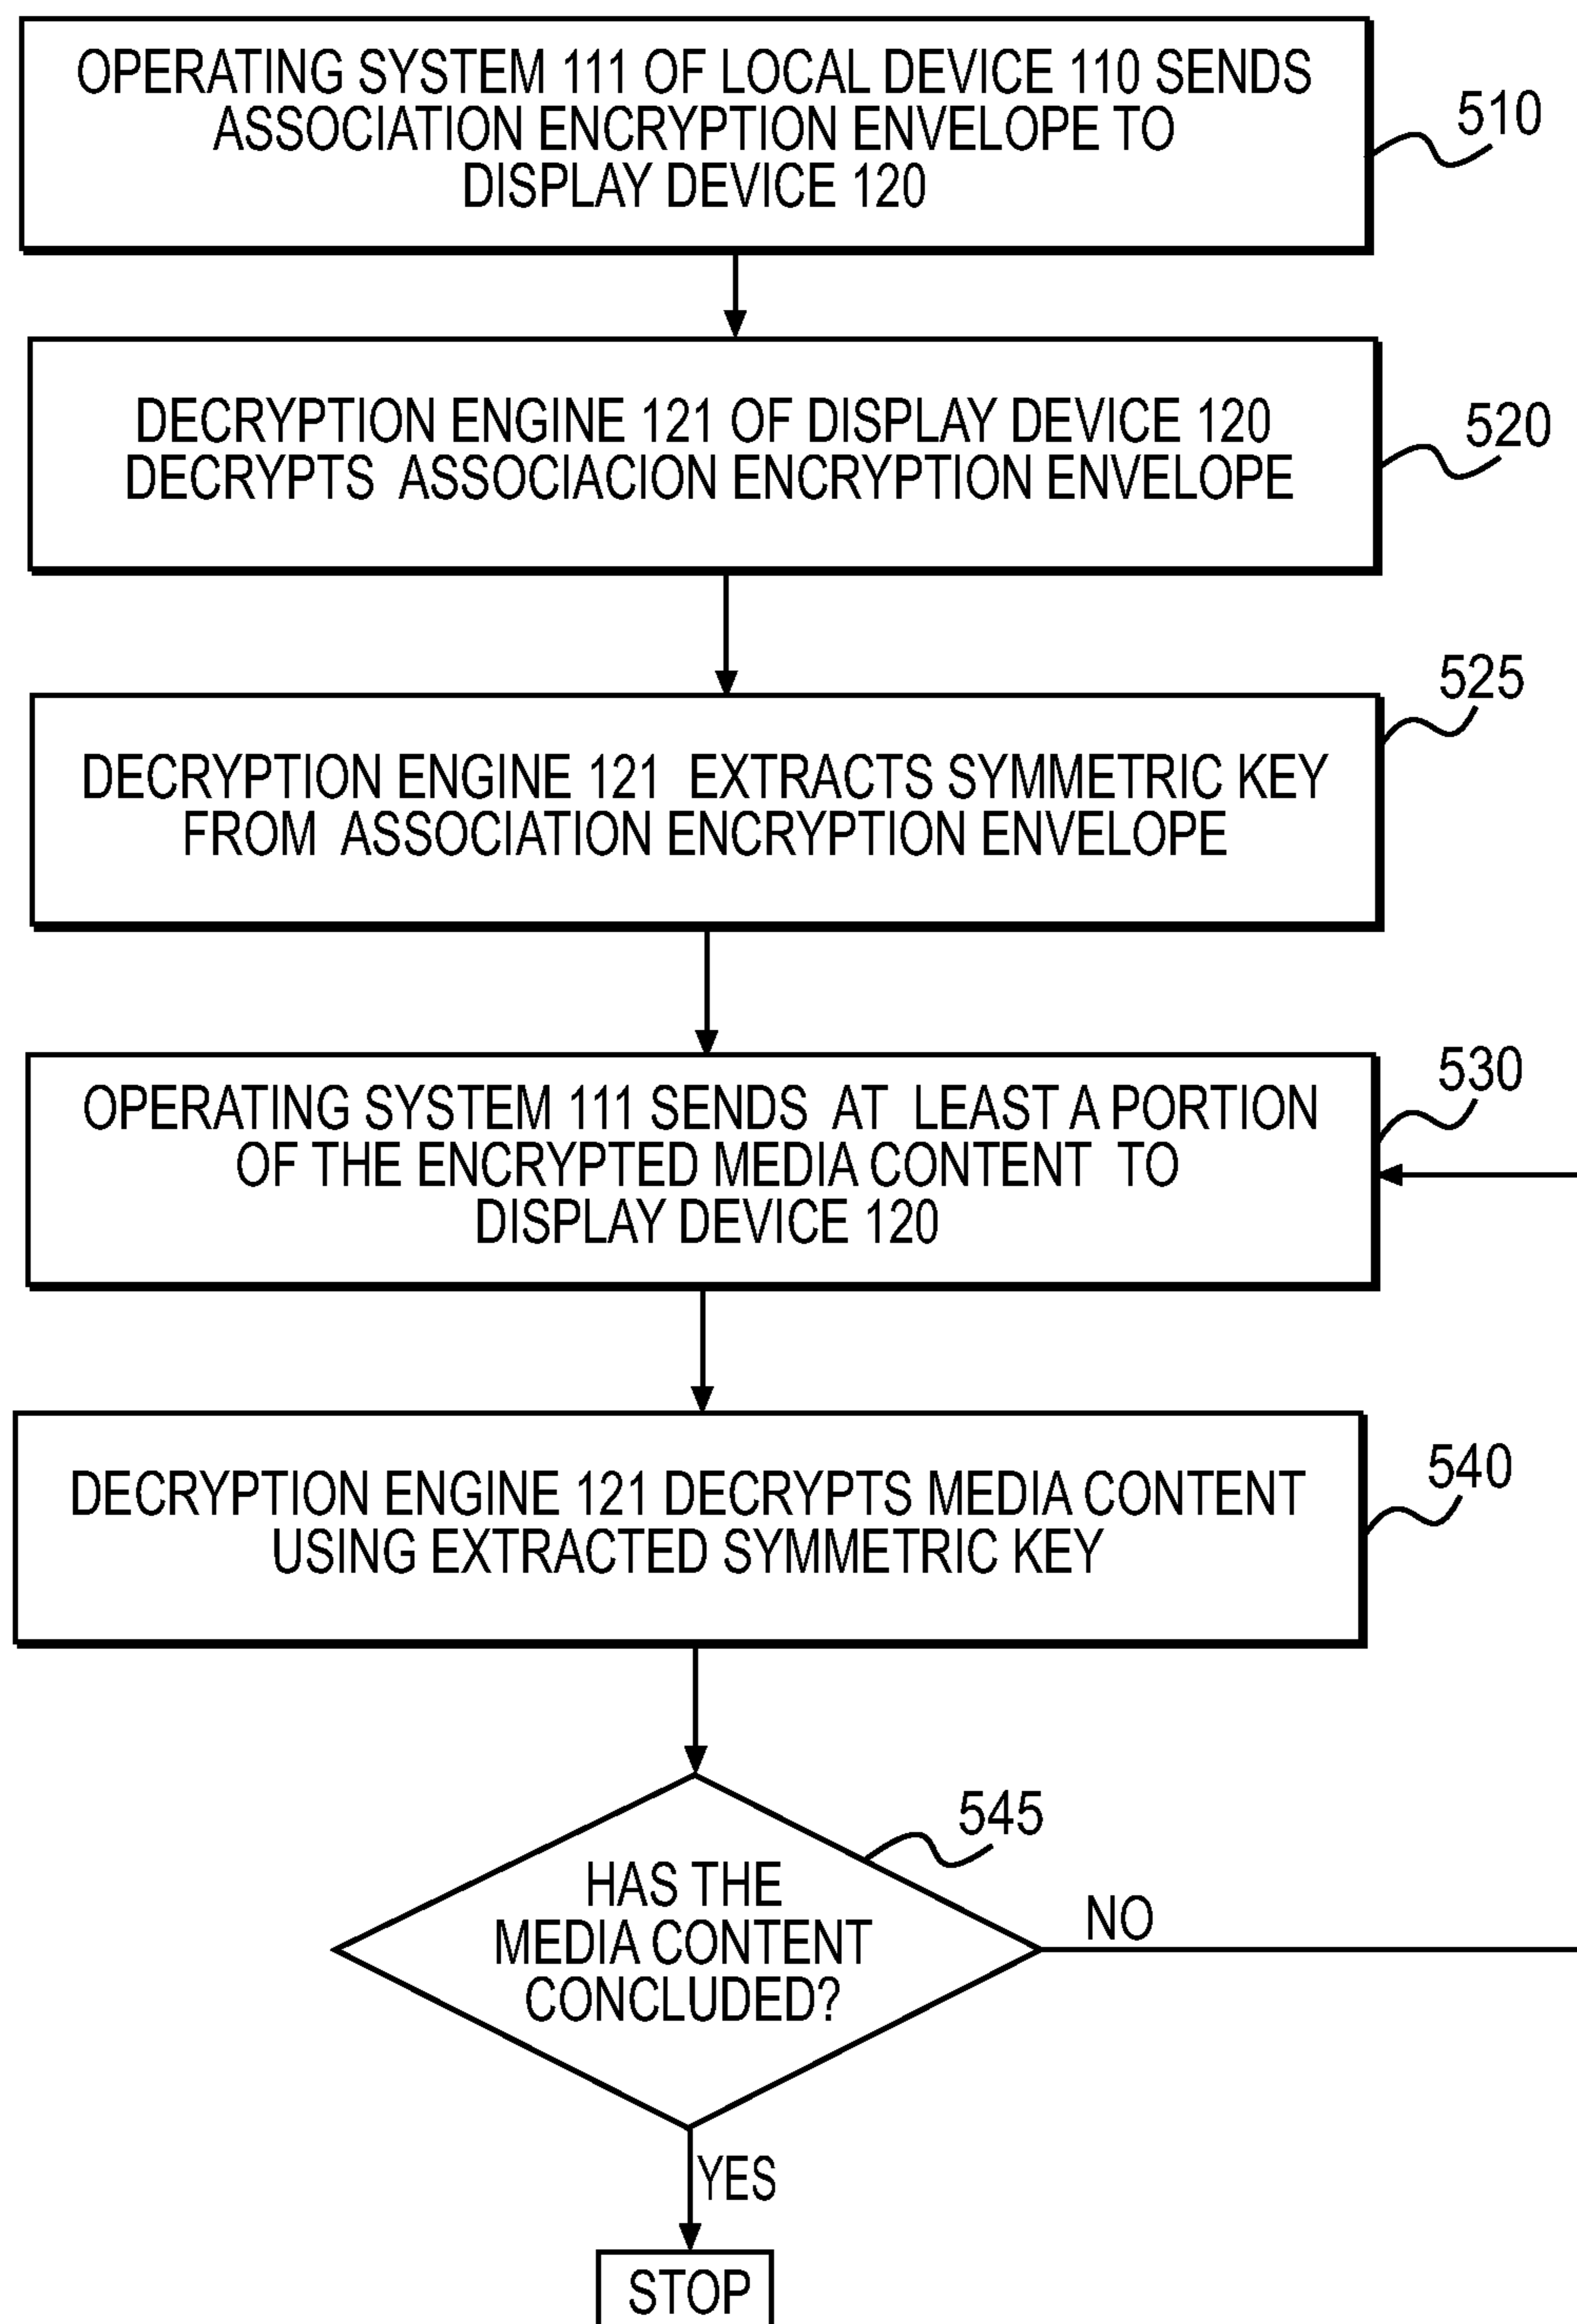 OPERATING SYSTEM 111 OF LOCAL DEVICE 110 SENDS
ASSOCIATION ENCRYPTION ENVELOPE TO
DISPLAY DEVICE 120
510
DECRYPTION ENGINE 121 OF DISPLAY DEVICE 120
DECRYPTS ASSOCIACION ENCRYPTION ENVELOPE
520
525
DECRYPTION ENGINE 121 EXTRACTS SYMMETRIC KEY
FROM ASSOCIATION ENCRYPTION ENVELOPE
530
OPERATING SYSTEM 111 SENDS AT LEAST A PORTION
OF THE ENCRYPTED MEDIA CONTENT TO
DISPLAY DEVICE 120
540
DECRYPTION ENGINE 121 DECRYPTS MEDIA CONTENT
USING EXTRACTED SYMMETRIC KEY
545
HAS THE
MEDIA CONTENT
CONCLUDED?
NO
YES
STOP